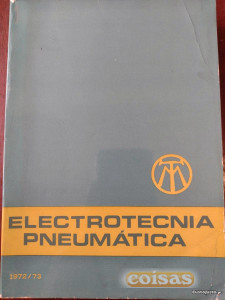 ELECTROTECNIA
PNEUMÁTICA
1972/73
coisas